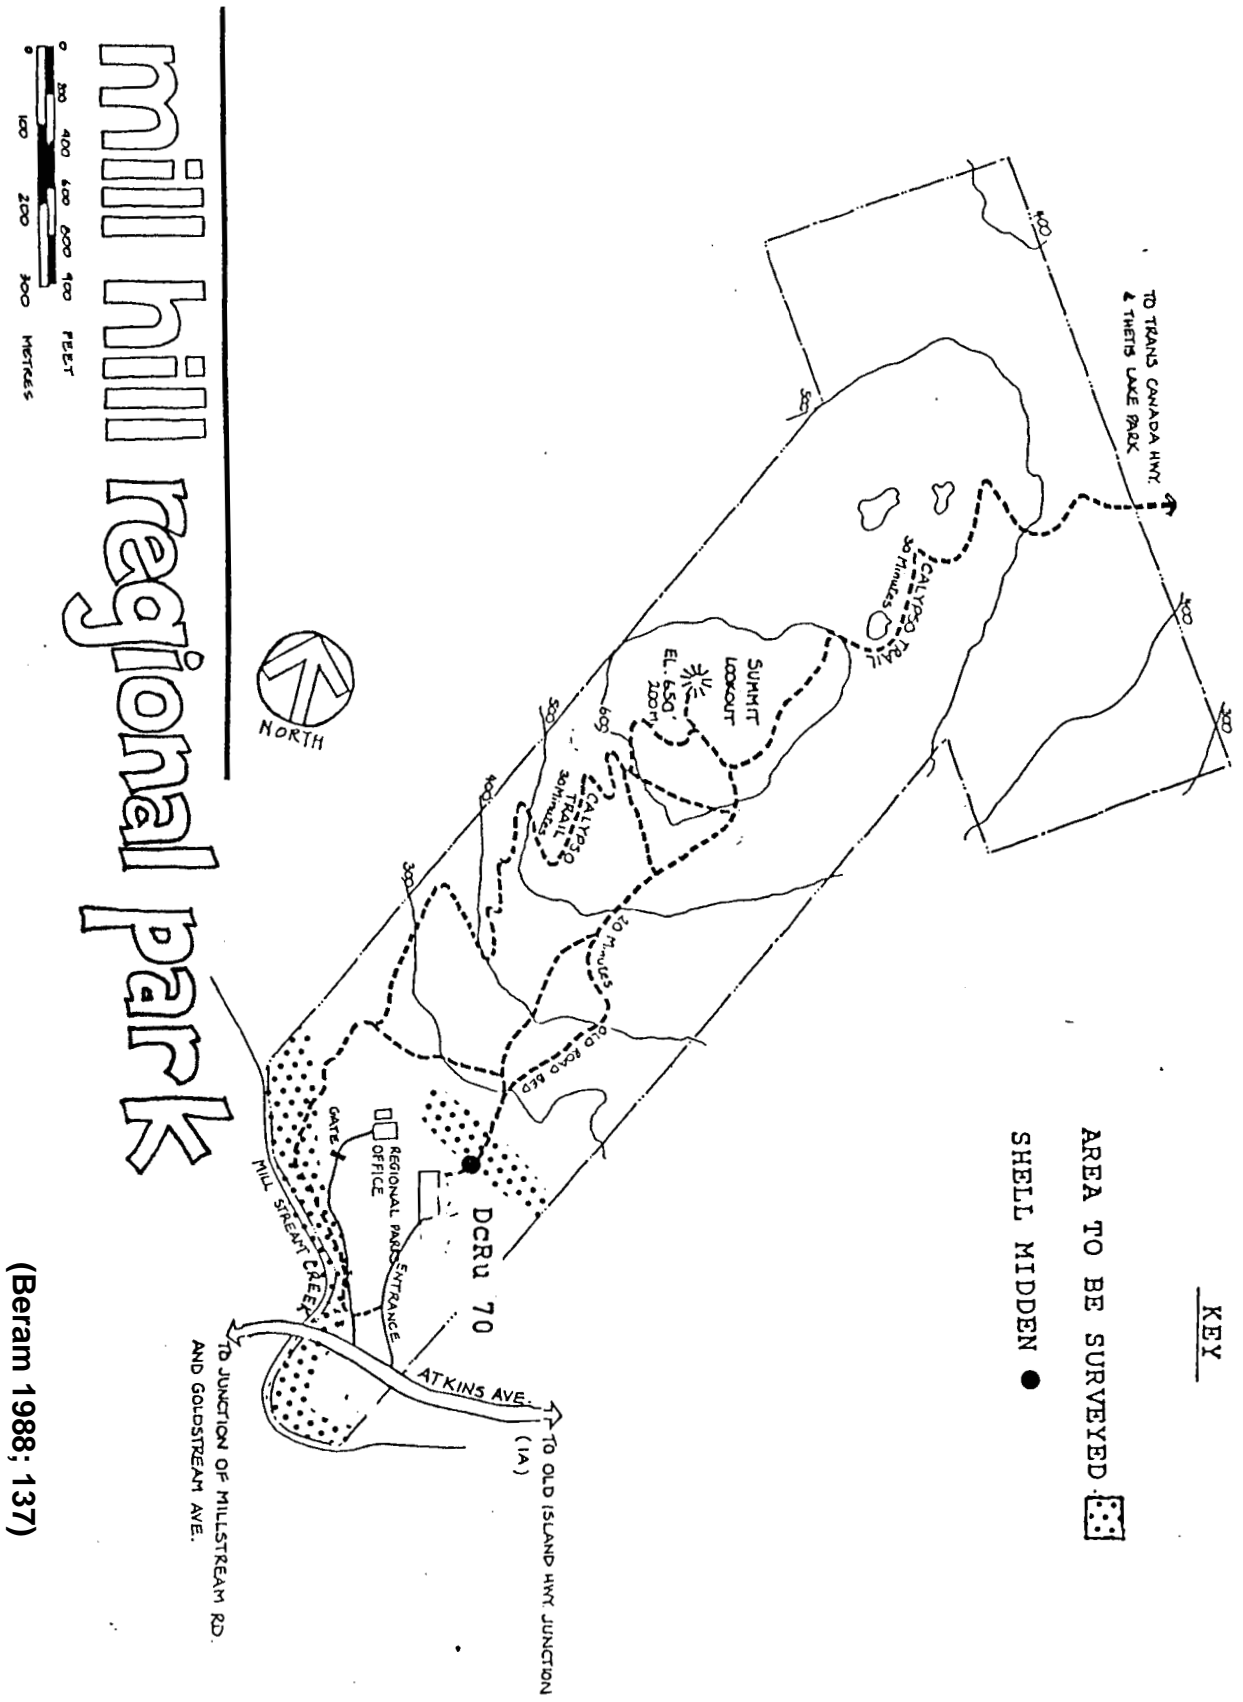 KEY
AREA TO BE SURVEYED
SHELL MIDDEN
TO TRANS CANADA HWY.
& THETIS LAKE PARK
400
400
300
500
CALYPSO TRAIL
30 Minutes
SUMMIT
LOOKOUT
EL. 650'
200 M
600
500
400
300
CALYPSO
TRAIL
30 Minutes
20 Minutes
OLD ROAD BED
DcRu 70
GATE
REGIONAL PARKS
OFFICE
ENTRANCE
MILL STREAM CREEK
ATKINS AVE.
TO OLD ISLAND HWY. JUNCTION
(1A)
TO JUNCTION OF MILLSTREAM RD.
AND GOLDSTREAM AVE.
NORTH
mill hill regional park
0 200 400 600 800 900 FEET
0 100 200 300 METRES
(Beram 1988; 137)